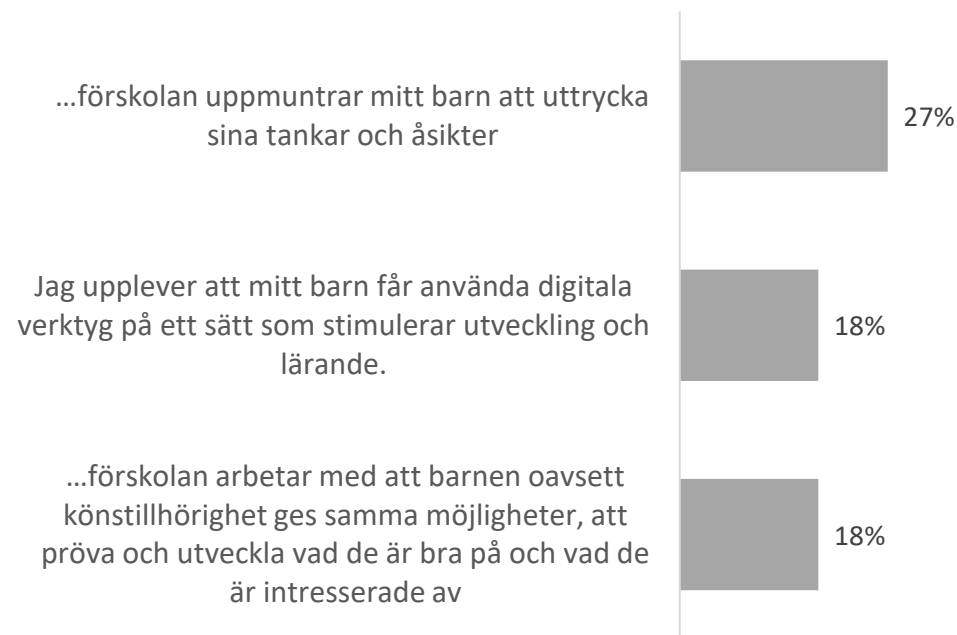 ...förskolan uppmuntrar mitt barn att uttrycka
sina tankar och åsikter
27%
Jag upplever att mitt barn får använda digitala
verktyg på ett sätt som stimulerar utveckling och
lärande.
18%
...förskolan arbetar med att barnen oavsett
könstillhörighet ges samma möjligheter, att
pröva och utveckla vad de är bra på och vad de
är intresserade av
18%